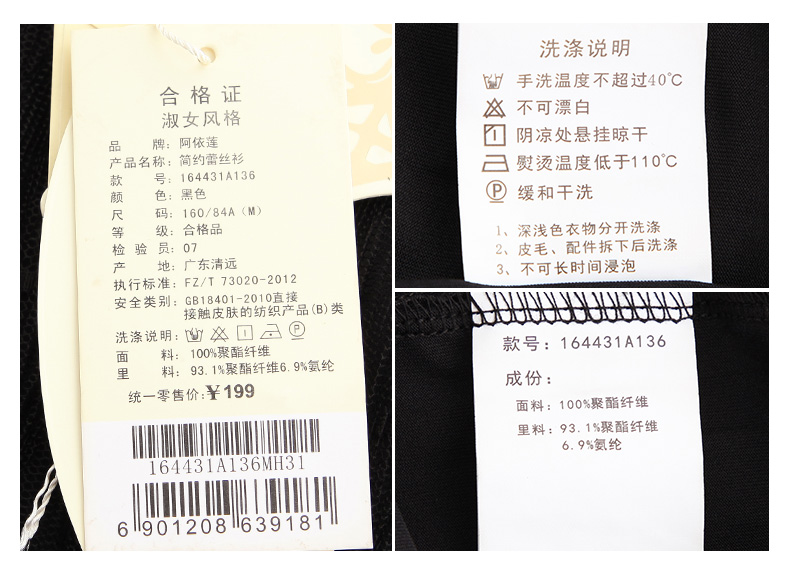 合格证
淑女风格
品 牌：阿依莲
产品名称：简约蕾丝衫
款 号：164431A136
颜 色：黑色
尺 码：160/84A（M）
等 级：合格品
检 验 员：07
产 地：广东清远
执行标准：FZ/T 73020-2012
安全类别：GB18401-2010直接
接触皮肤的纺织产品(B)类
洗涤说明：
面 料：100%聚酯纤维
里 料：93.1%聚酯纤维6.9%氨纶
统一零售价：￥199
164431A136MH31
6 901208 639181
洗涤说明
手洗温度不超过40℃
不可漂白
阴凉处悬挂晾干
熨烫温度低于110℃
P 缓和干洗
1、深浅色衣物分开洗涤
2、皮毛、配件拆下后洗涤
3、不可长时间浸泡
款号：164431A136
成份：
面料：100%聚酯纤维
里料：93.1%聚酯纤维
6.9%氨纶